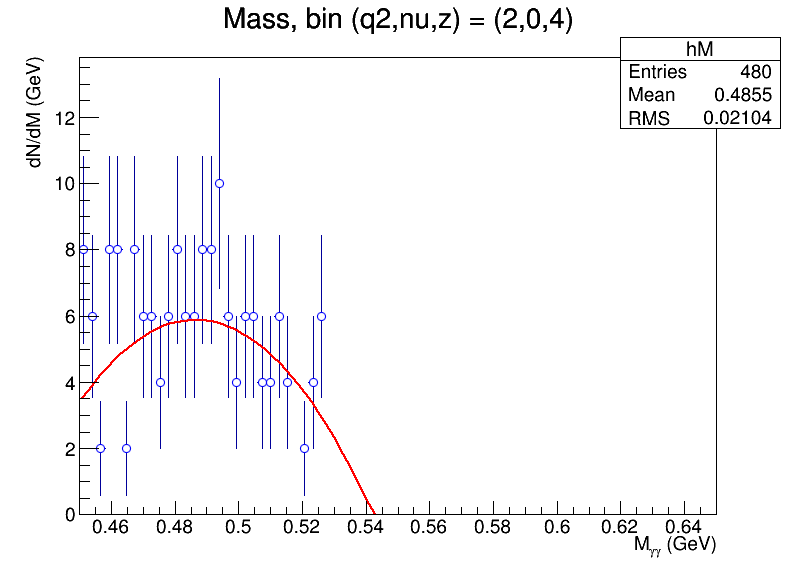 Mass, bin (q2,nu,z) = (2,0,4)
hM
Entries 480
Mean 0.4855
RMS 0.02104
dN/dM (GeV)
12
10
8
6
4
2
0
0.46 0.48 0.5 0.52 0.54 0.56 0.58 0.6 0.62 0.64
Mγγ (GeV)